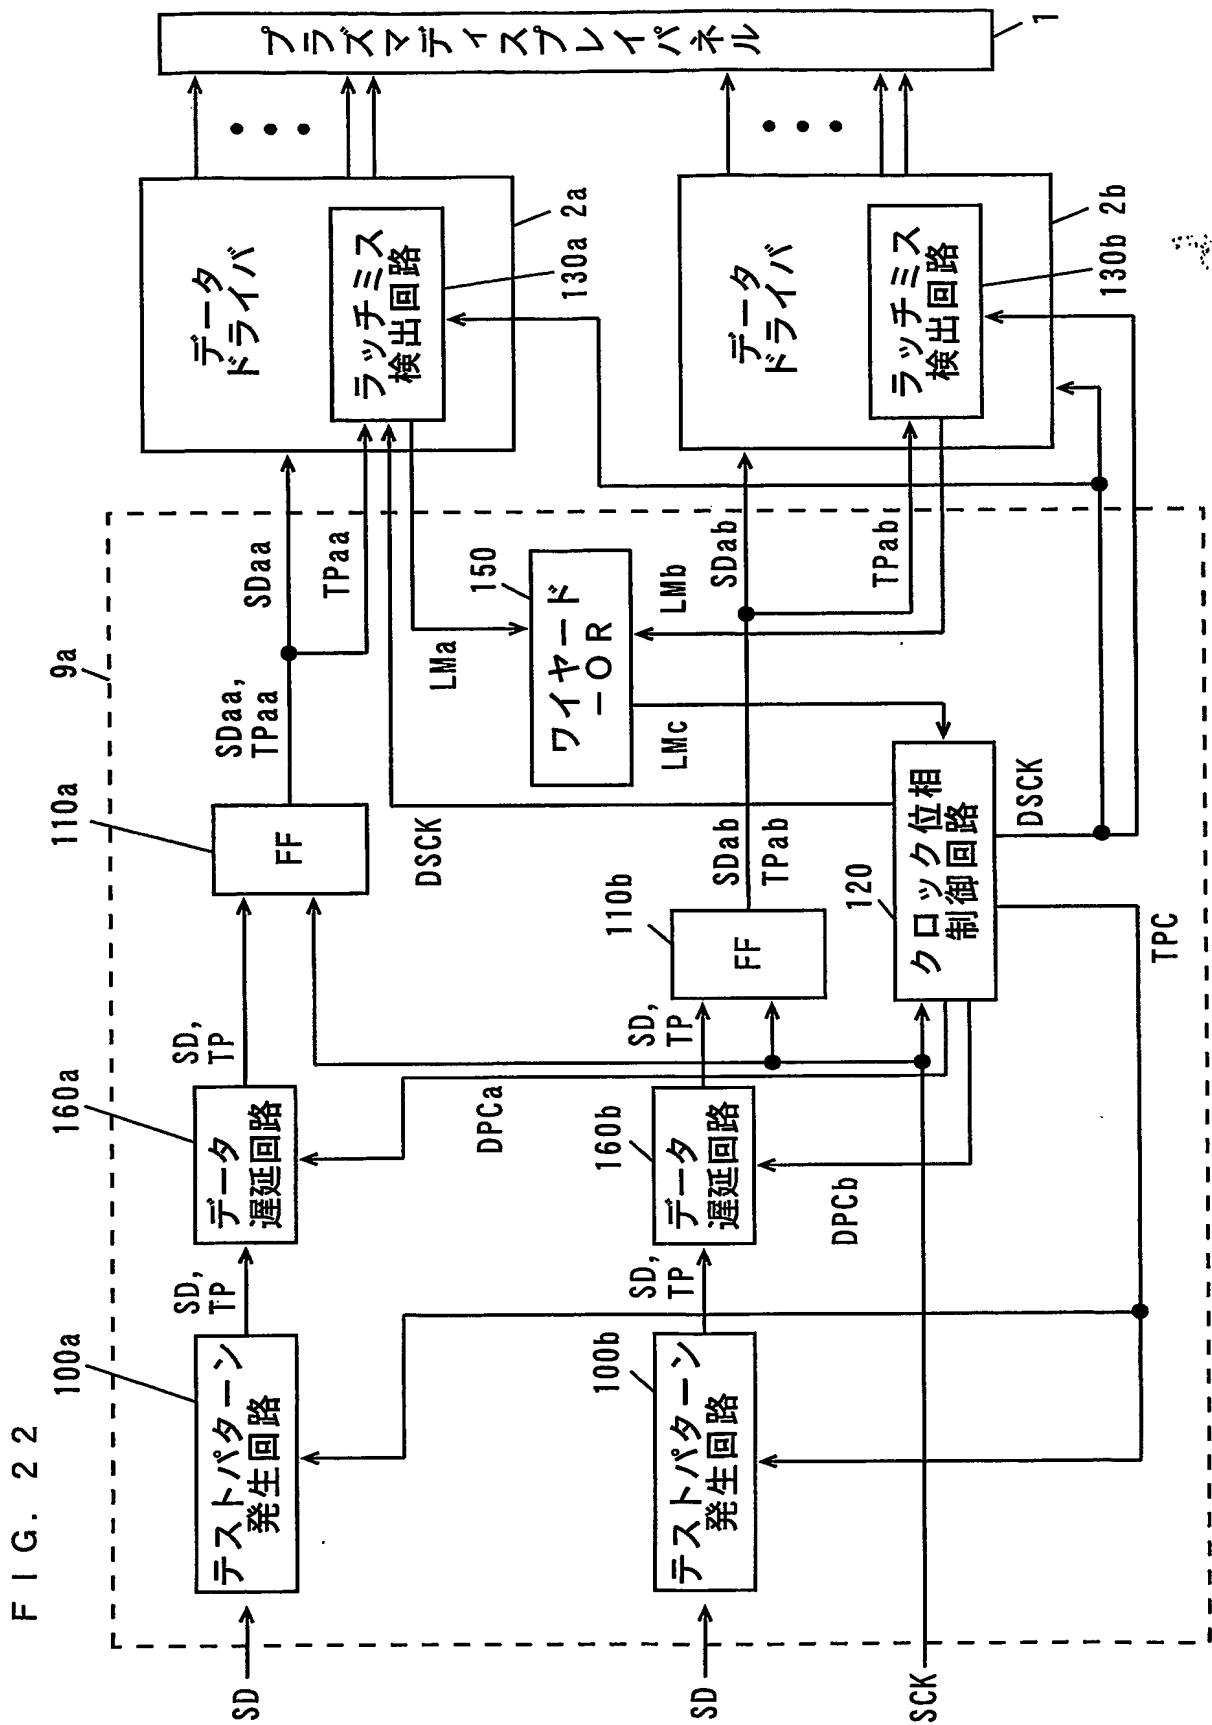 FIG. 22
9a
100a
テストパターン
発生回路
SD
SD,
TP
160a
データ
遅延回路
SD,
TP
110a
FF
SDaa,
TPaa
SDaa
TPaa
データ
ドライバ
ラッチミス
検出回路
2a
130a
プラズマディスプレイパネル
1
DPCa
DSCK
LMa
150
ワイヤード
−OR
LMb
LMc
100b
テストパターン
発生回路
SD
SD,
TP
160b
データ
遅延回路
SD,
TP
110b
FF
SDab
TPab
SDab
TPab
データ
ドライバ
ラッチミス
検出回路
2b
130b
DPCb
120
クロック位相
制御回路
DSCK
SCK
TPC